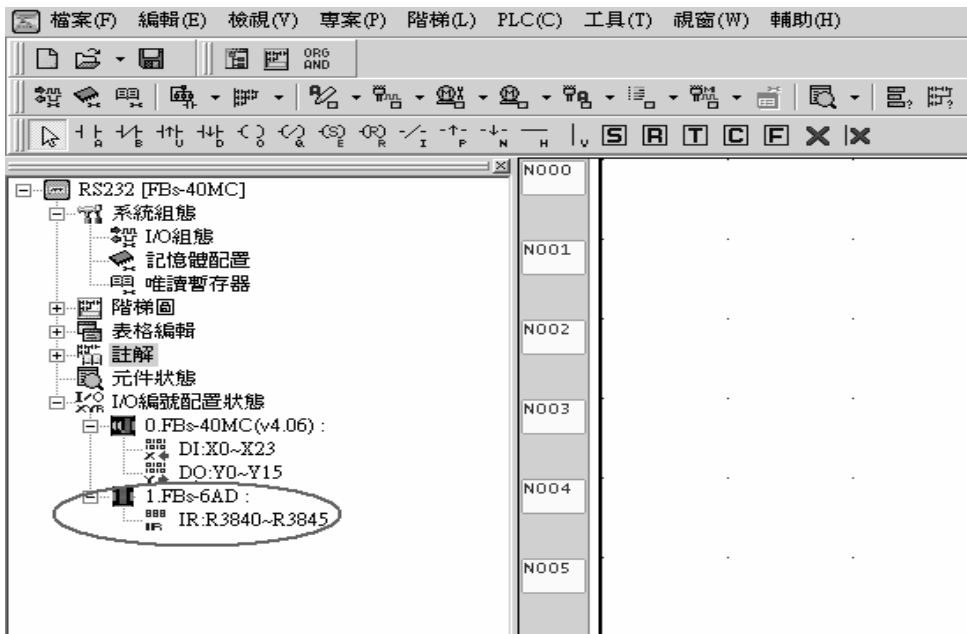 檔案(F) 編輯(E) 檢視(V) 專案(P) 階梯(L) PLC(C) 工具(T) 視窗(W) 輔助(H)
ORG
AND
A B U D O Q E R I P N H V S R T C F
RS232 [FBs-40MC]
系統組態
I/O組態
記憶體配置
唯讀暫存器
階梯圖
表格編輯
註解
元件狀態
I/O編號配置狀態
0.FBs-40MC(v4.06) :
DI:X0~X23
DO:Y0~Y15
1.FBs-6AD :
IR:R3840~R3845
N000
N001
N002
N003
N004
N005